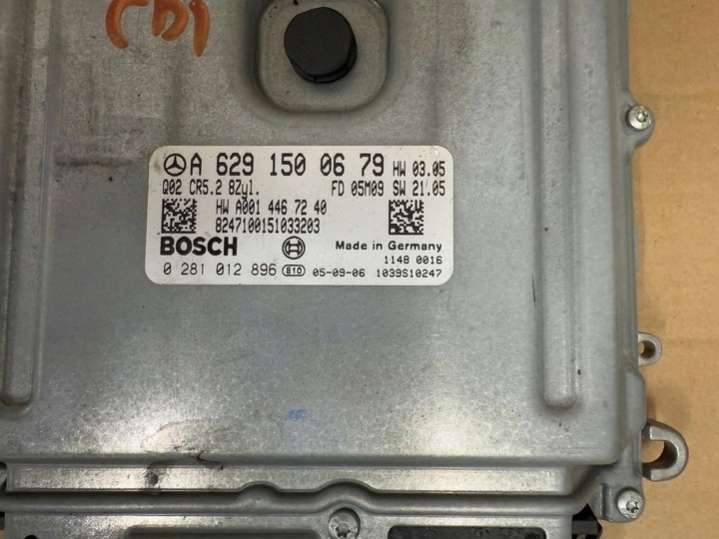 CDI
A 629 150 06 79 HW 03.05
Q02 CR5.2 8Zyl. FD 05M09 SW 21.05
HW A001 446 72 40
8247100151033203
BOSCH Made in Germany
1148 0016
0 281 012 896 B10 05-09-06 1039S10247